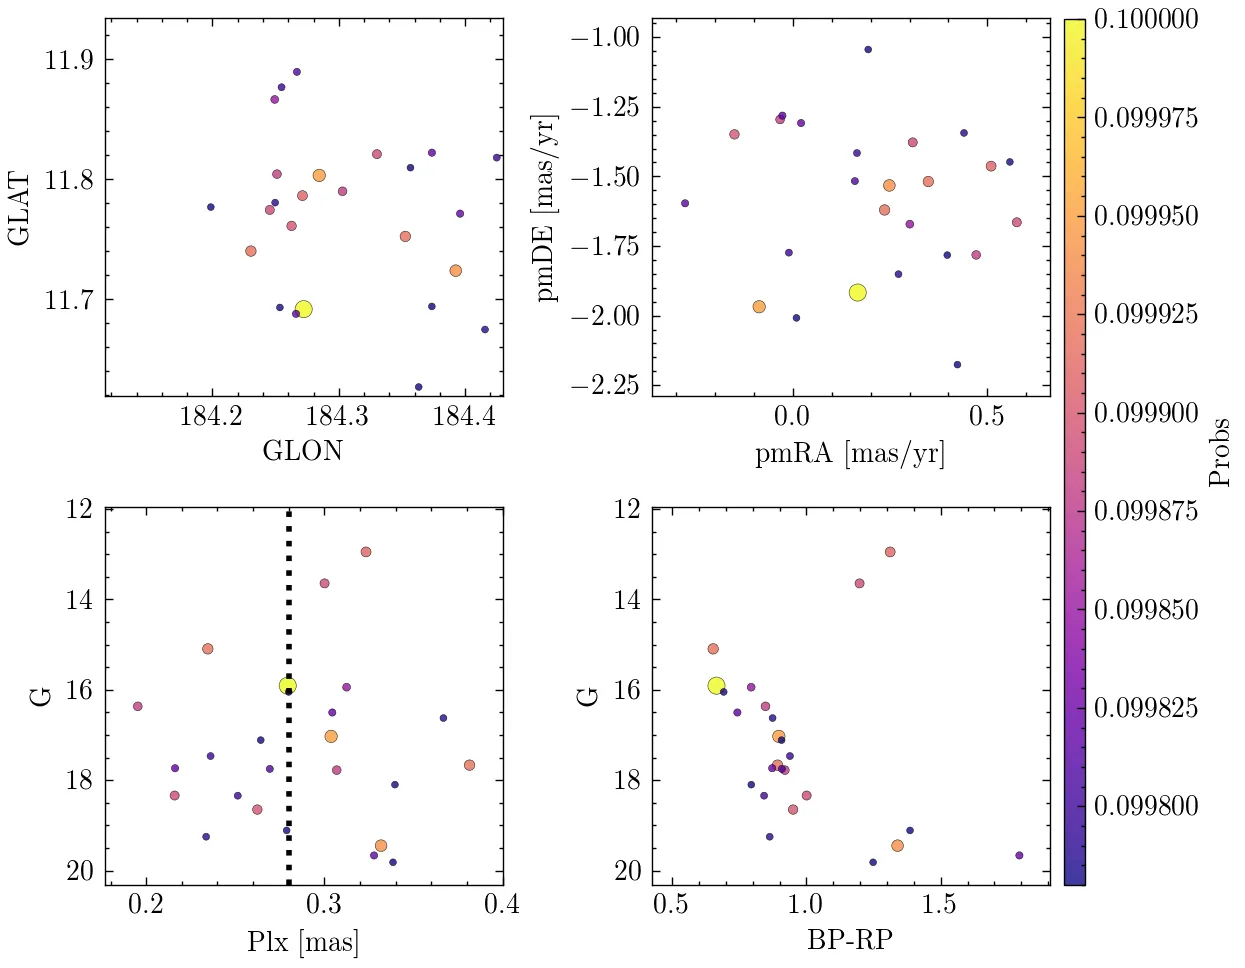 11.9
11.8
11.7
GLAT
184.2 184.3 184.4
GLON
−1.00
−1.25
−1.50
−1.75
−2.00
−2.25
pmDE [mas/yr]
0.0 0.5
pmRA [mas/yr]
12
14
16
18
20
G
0.2 0.3 0.4
Plx [mas]
12
14
16
18
20
G
0.5 1.0 1.5
BP-RP
0.100000
0.099975
0.099950
0.099925
0.099900
0.099875
0.099850
0.099825
0.099800
Probs